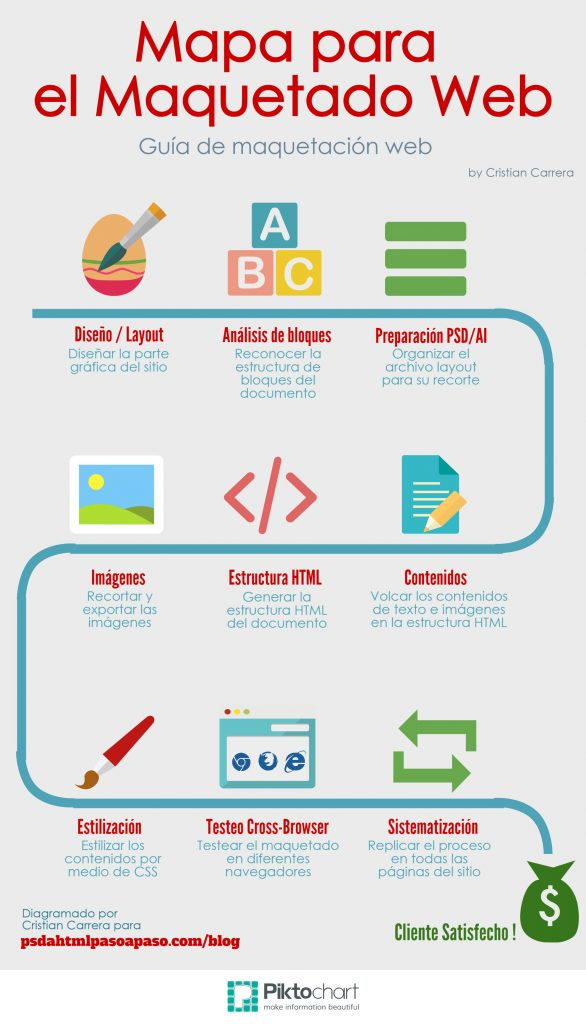 Mapa para
el Maquetado Web
Guía de maquetación web
by Cristian Carrera
A
B C
Diseño / Layout
Diseñar la parte
gráfica del sitio
Análisis de bloques
Reconocer la
estructura de
bloques del
documento
Preparación PSD/AI
Organizar el
archivo layout
para su recorte
Imágenes
Recortar y
exportar las
imágenes
</>
Estructura HTML
Generar la
estructura HTML
del documento
Contenidos
Volcar los contenidos
de texto e imágenes
en la estructura HTML
Estilización
Estilizar los
contenidos por
medio de CSS
Testeo Cross-Browser
Testear el maquetado
en diferentes
navegadores
Sistematización
Replicar el proceso
en todas las
páginas del sitio
$
Cliente Satisfecho !
Diagramado por
Cristian Carrera para
psdahtmlpasoapaso.com/blog
Piktochart
make information beautiful